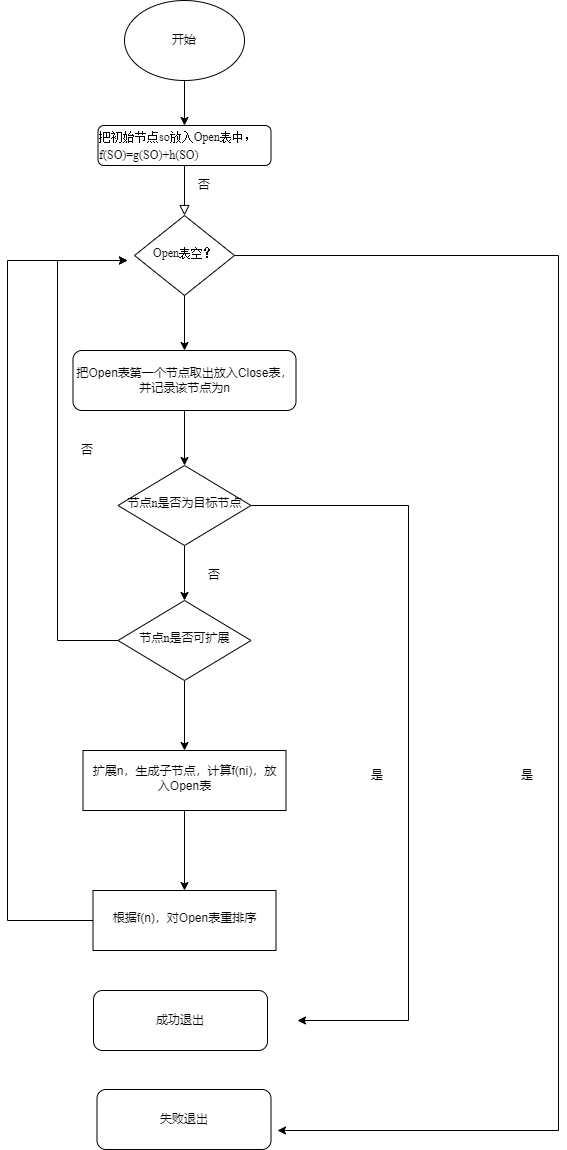 开始
把初始节点so放入Open表中，
f(SO)=g(SO)+h(SO)
否
Open表空？
把Open表第一个节点取出放入Close表，
并记录该节点为n
否
节点n是否为目标节点
否
节点n是否可扩展
扩展n，生成子节点，计算f(ni)，放
入Open表
是
是
根据f(n)，对Open表重排序
成功退出
失败退出